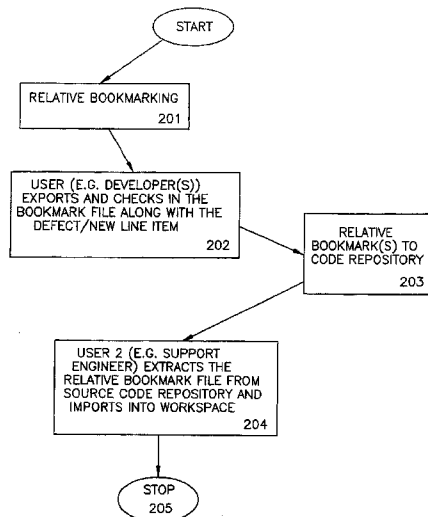 START
RELATIVE BOOKMARKING
201
USER (E.G. DEVELOPER(S))
EXPORTS AND CHECKS IN THE
BOOKMARK FILE ALONG WITH THE
DEFECT/NEW LINE ITEM
202
RELATIVE
BOOKMARK(S) TO
CODE REPOSITORY
203
USER 2 (E.G. SUPPORT
ENGINEER) EXTRACTS THE
RELATIVE BOOKMARK FILE FROM
SOURCE CODE REPOSITORY AND
IMPORTS INTO WORKSPACE
204
STOP
205